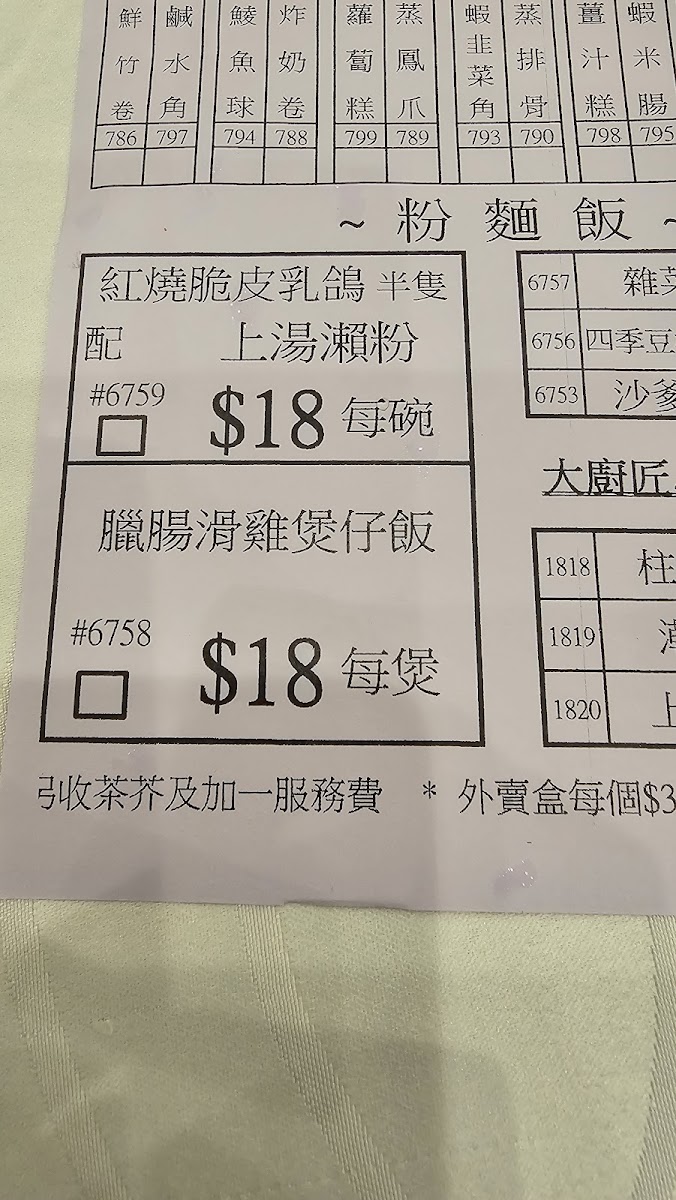 鮮竹卷 鹹水角 鯪魚球 炸奶卷 蘿蔔糕 蒸鳳爪 蝦韭菜角 蒸排骨 薑汁糕 蝦米腸
786 797 794 788 799 789 793 790 798 795
~ 粉 麵 飯 ~
紅燒脆皮乳鴿 半隻
配 上湯瀨粉
#6759 $18 每碗
臘腸滑雞煲仔飯
#6758 $18 每煲
6757
6756 四季豆
6753 沙爹
大廚匠
1818 柱
1819
1820 上
收茶芥及加一服務費 * 外賣盒每個$3